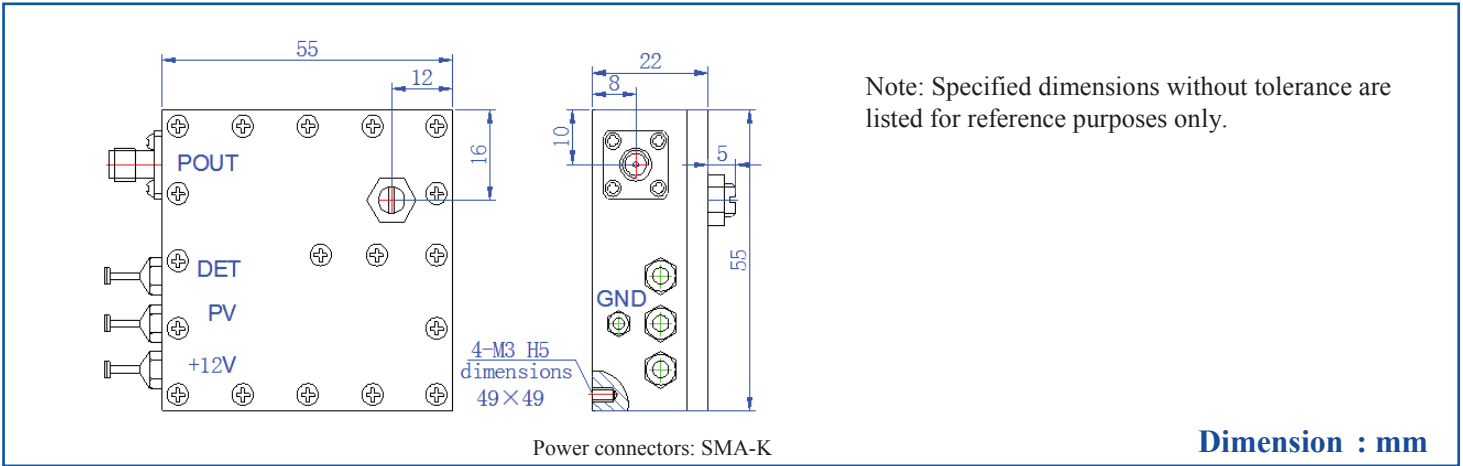 55
12
16
POUT
DET
PV
+12V
22
8
10
5
55
GND
4-M3 H5
dimensions
49×49
Note: Specified dimensions without tolerance are
listed for reference purposes only.
Power connectors: SMA-K
Dimension : mm